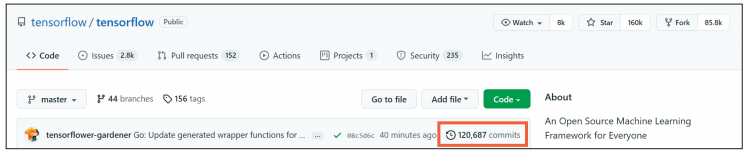 tensorflow / tensorflow Public
Watch 8k Star 160k Fork 85.8k
Code Issues 2.8k Pull requests 152 Actions Projects 1 Security 235 Insights
master 44 branches 156 tags Go to file Add file Code
About
tensorflower-gardener Go: Update generated wrapper functions for ... ... 08c5d6c 40 minutes ago 120,687 commits
An Open Source Machine Learning
Framework for Everyone